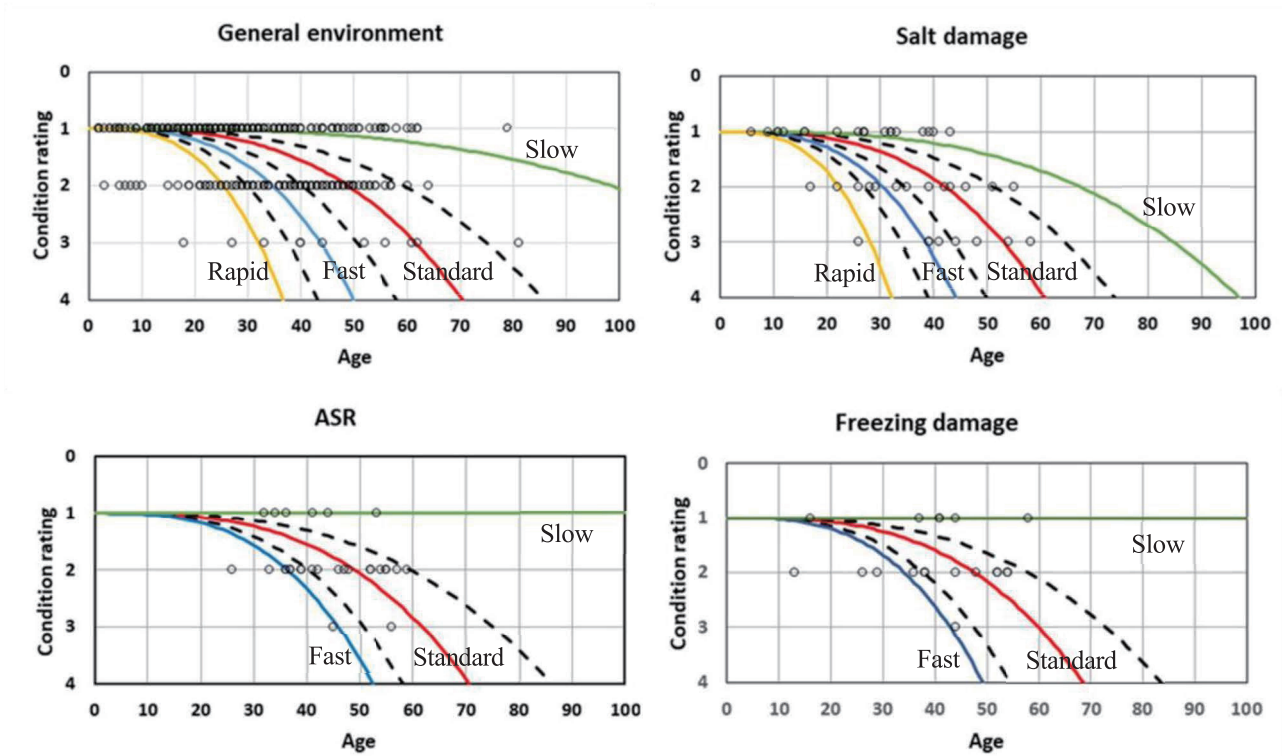 General environment
0
1
2
3
4
Condition rating
Slow
Rapid
Fast
Standard
0 10 20 30 40 50 60 70 80 90 100
Age
Salt damage
0
1
2
3
4
Condition rating
Slow
Rapid
Fast
Standard
0 10 20 30 40 50 60 70 80 90 100
Age
ASR
0
1
2
3
4
Condition rating
Slow
Fast
Standard
0 10 20 30 40 50 60 70 80 90 100
Age
Freezing damage
0
1
2
3
4
Condition rating
Slow
Fast
Standard
0 10 20 30 40 50 60 70 80 90 100
Age